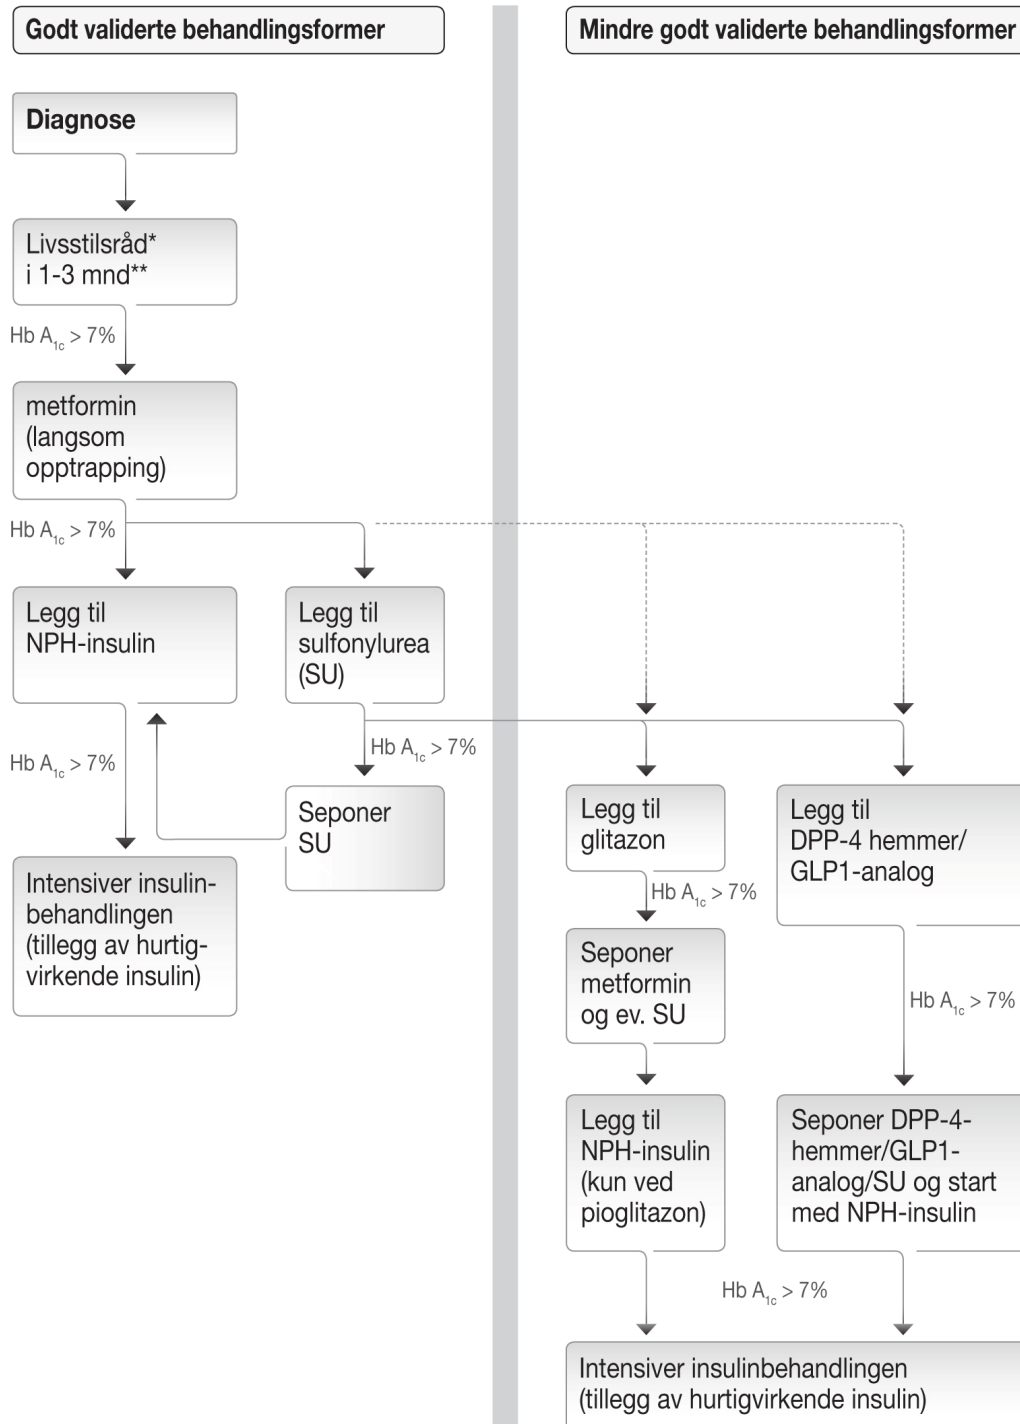 Godt validerte behandlingsformer
Diagnose
Livsstilsråd*
i 1-3 mnd**
Hb A1c > 7%
metformin
(langsom
opptrapping)
Hb A1c > 7%
Legg til
NPH-insulin
Legg til
sulfonylurea
(SU)
Hb A1c > 7%
Hb A1c > 7%
Seponer
SU
Intensiver insulin-
behandlingen
(tillegg av hurtig-
virkende insulin)
Mindre godt validerte behandlingsformer
Legg til
glitazon
Hb A1c > 7%
Seponer
metformin
og ev. SU
Legg til
NPH-insulin
(kun ved
pioglitazon)
Legg til
DPP-4 hemmer/
GLP1-analog
Hb A1c > 7%
Seponer DPP-4-
hemmer/GLP1-
analog/SU og start
med NPH-insulin
Hb A1c > 7%
Intensiver insulinbehandlingen
(tillegg av hurtigvirkende insulin)